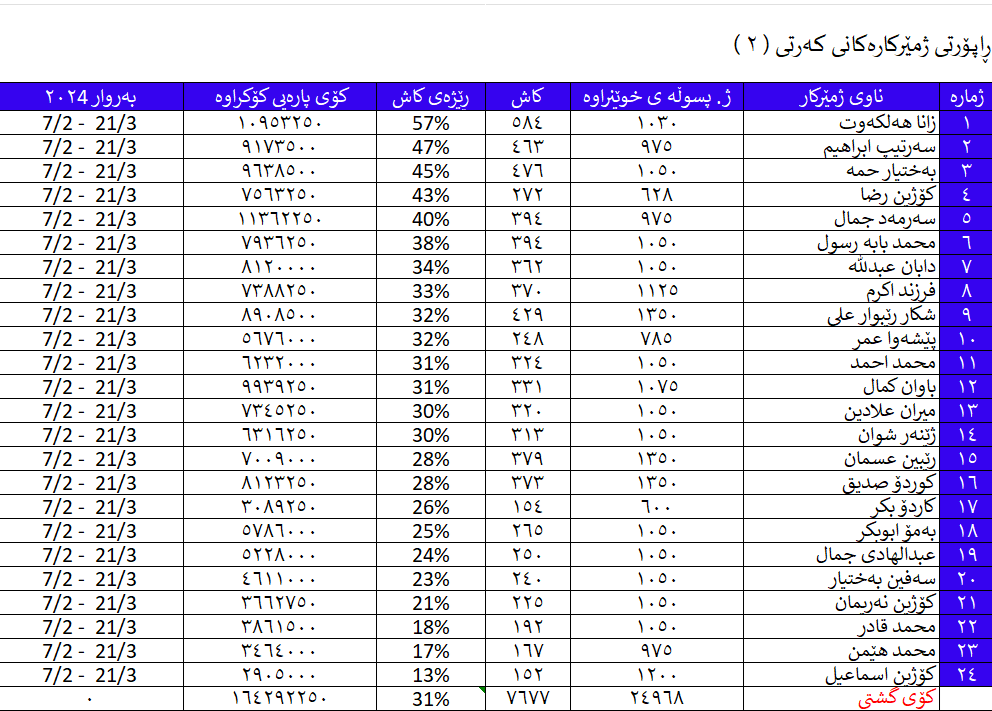 ڕاپۆرتی ژمێرکارەکانی کەرتی ( ٢ )
ژمارە ناوی ژمێرکار ژ. پسوڵە ی خوێنراوە کاش ڕێژەی کاش کۆی پارەیی کۆکراوە بەروار ٢٠٢4
١ زانا هەلکەوت ١٠٣٠ ٥٨٤ 57% ١٠٩٥٣٢٥٠ 7/2 - 21/3
٢ سەرتیپ ابراهیم ٩٧٥ ٤٦٣ 47% ٩١٧٣٥٠٠ 7/2 - 21/3
٣ بەختیار حمە ١٠٥٠ ٤٧٦ 45% ٩٦٣٨٥٠٠ 7/2 - 21/3
٤ کۆژین رضا ٦٢٨ ٢٧٢ 43% ٧٥٦٣٢٥٠ 7/2 - 21/3
٥ سەرمەد جمال ٩٧٥ ٣٩٤ 40% ١١٣٦٢٢٥٠ 7/2 - 21/3
٦ محمد بابە رسول ١٠٥٠ ٣٩٤ 38% ٧٩٣٦٢٥٠ 7/2 - 21/3
٧ دابان عبدللە ١٠٥٠ ٣٦٢ 34% ٨١٢٠٠٠٠ 7/2 - 21/3
٨ فرزند اکرم ١١٢٥ ٣٧٠ 33% ٧٣٨٨٢٥٠ 7/2 - 21/3
٩ شکار رێبوار علی ١٣٥٠ ٤٢٩ 32% ٨٩٠٨٥٠٠ 7/2 - 21/3
١٠ پێشەوا عمر ٧٨٥ ٢٤٨ 32% ٥٦٧٦٠٠٠ 7/2 - 21/3
١١ محمد احمد ١٠٥٠ ٣٢٤ 31% ٦٢٣٢٠٠٠ 7/2 - 21/3
١٢ باوان کمال ١٠٧٥ ٣٣١ 31% ٩٩٣٩٢٥٠ 7/2 - 21/3
١٣ میران علادین ١٠٥٠ ٣٢٠ 30% ٧٣٤٥٢٥٠ 7/2 - 21/3
١٤ ژێنەر شوان ١٠٥٠ ٣١٣ 30% ٦٣١٦٢٥٠ 7/2 - 21/3
١٥ رێبین عسمان ١٣٥٠ ٣٧٩ 28% ٧٠٠٩٠٠٠ 7/2 - 21/3
١٦ کوردۆ صدیق ١٣٥٠ ٣٧٣ 28% ٨١٢٣٢٥٠ 7/2 - 21/3
١٧ کاردۆ بکر ٦٠٠ ١٥٤ 26% ٣٠٨٩٢٥٠ 7/2 - 21/3
١٨ بەمۆ ابوبکر ١٠٥٠ ٢٦٥ 25% ٥٧٨٦٠٠٠ 7/2 - 21/3
١٩ عبدالهادی جمال ١٠٥٠ ٢٥٠ 24% ٥٢٢٨٠٠٠ 7/2 - 21/3
٢٠ سەفین بەختیار ١٠٥٠ ٢٤٠ 23% ٤٦١١٠٠٠ 7/2 - 21/3
٢١ کۆژین نەریمان ١٠٥٠ ٢٢٥ 21% ٣٦٦٢٧٥٠ 7/2 - 21/3
٢٢ محمد قادر ١٠٥٠ ١٩٢ 18% ٣٨٦١٥٠٠ 7/2 - 21/3
٢٣ محمد هێمن ٩٧٥ ١٦٧ 17% ٣٤٦٤٠٠٠ 7/2 - 21/3
٢٤ کۆژین اسماعیل ١٢٠٠ ١٥٢ 13% ٢٩٠٥٠٠٠ 7/2 - 21/3
کۆی گشتی ٢٤٩٦٨ ٧٦٧٧ 31% ١٦٤٢٩٢٢٥٠ ٠